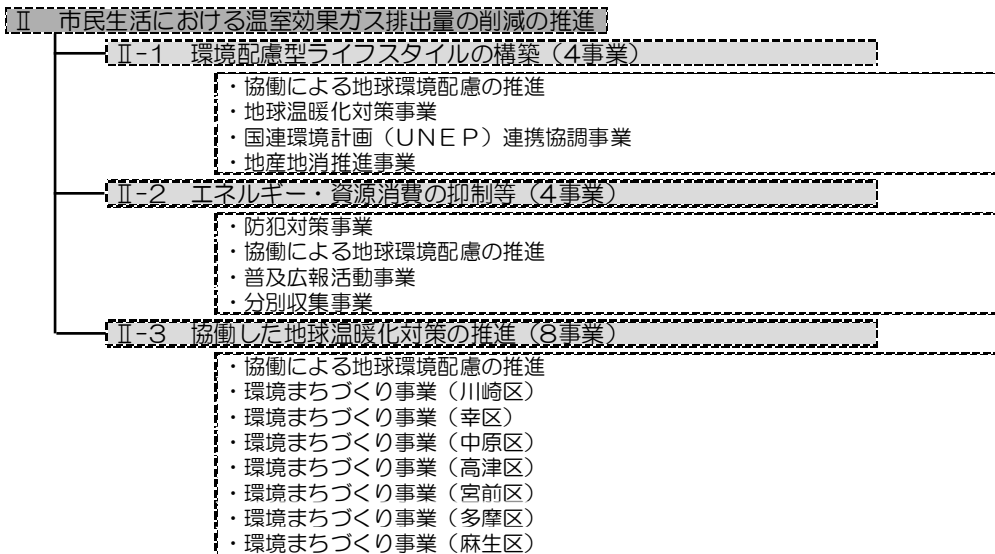 Ⅱ　市民生活における温室効果ガス排出量の削減の推進
Ⅱ-1　環境配慮型ライフスタイルの構築（4事業）
・協働による地球環境配慮の推進
・地球温暖化対策事業
・国連環境計画（ＵＮＥＰ）連携協調事業
・地産地消推進事業
Ⅱ-2　エネルギー・資源消費の抑制等（4事業）
・防犯対策事業
・協働による地球環境配慮の推進
・普及広報活動事業
・分別収集事業
Ⅱ-3　協働した地球温暖化対策の推進（8事業）
・協働による地球環境配慮の推進
・環境まちづくり事業（川崎区）
・環境まちづくり事業（幸区）
・環境まちづくり事業（中原区）
・環境まちづくり事業（高津区）
・環境まちづくり事業（宮前区）
・環境まちづくり事業（多摩区）
・環境まちづくり事業（麻生区）